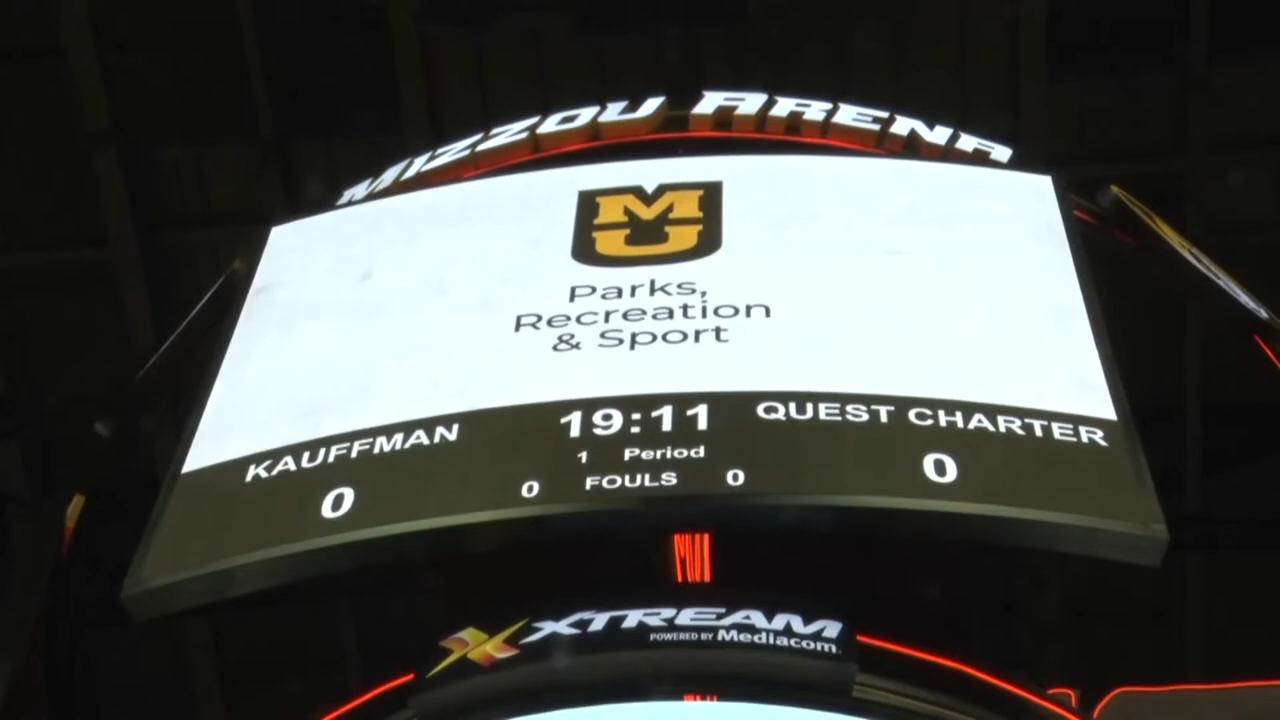 MIZZOU ARENA
MU
Parks,
Recreation
& Sport
KAUFFMAN 19:11 QUEST CHARTER
1 Period
0 0 FOULS 0 0
XTREAM
POWERED BY Mediacom